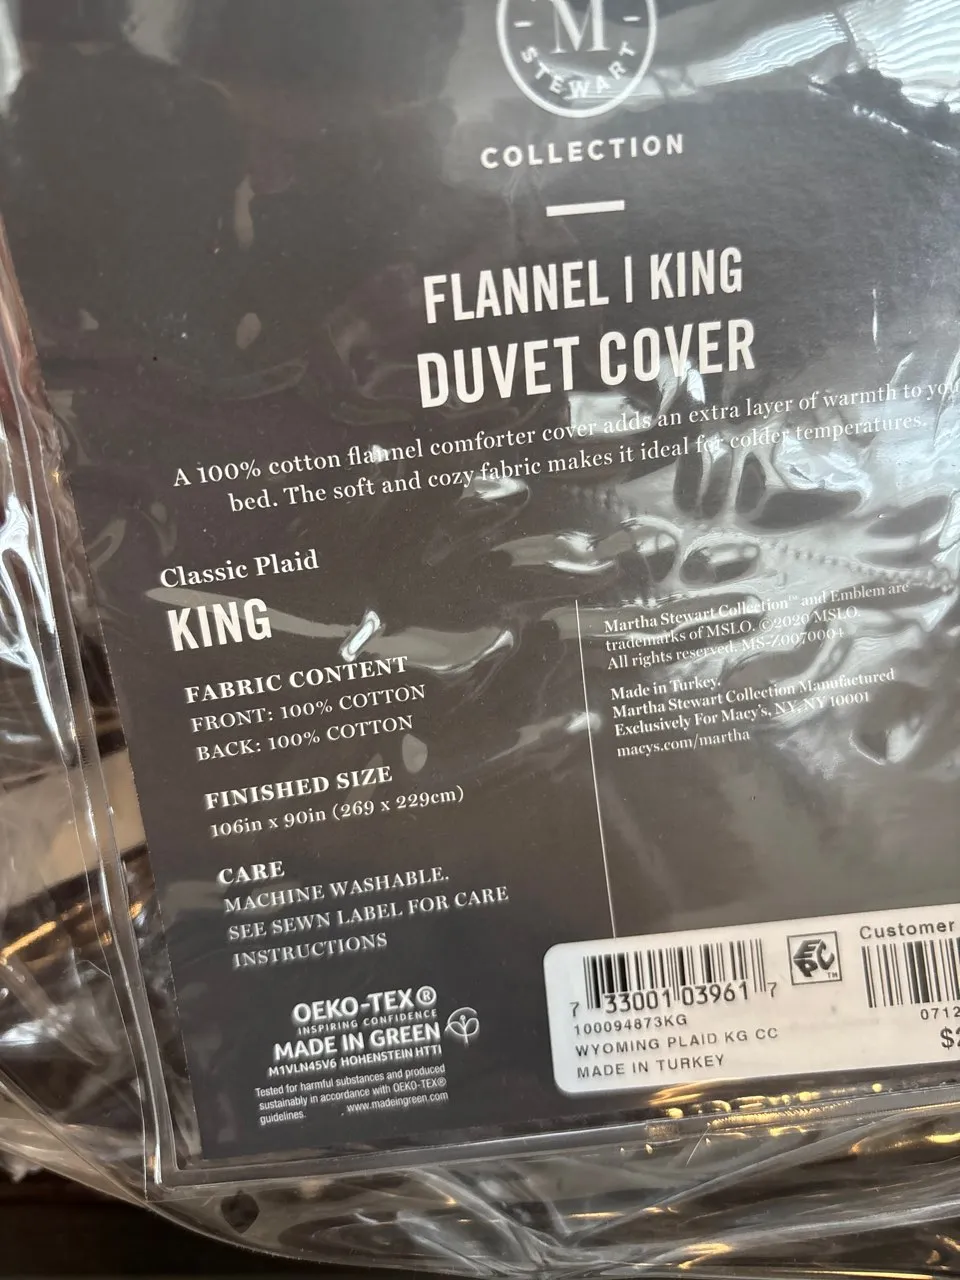 M
STEWART
COLLECTION
FLANNEL | KING
DUVET COVER
A 100% cotton flannel comforter cover adds an extra layer of warmth to your
bed. The soft and cozy fabric makes it ideal for colder temperatures.
Classic Plaid
KING
FABRIC CONTENT
FRONT: 100% COTTON
BACK: 100% COTTON
FINISHED SIZE
106in x 90in (269 x 229cm)
CARE
MACHINE WASHABLE.
SEE SEWN LABEL FOR CARE
INSTRUCTIONS
Martha Stewart Collection™ and Emblem are
trademarks of MSLO. ©2020 MSLO.
All rights reserved. MS-Z0070004
Made in Turkey.
Martha Stewart Collection Manufactured
Exclusively For Macy's, NY, NY 10001
macys.com/martha
OEKO-TEX®
INSPIRING CONFIDENCE
MADE IN GREEN
M1VLN45V6 HOHENSTEIN HTTI
Tested for harmful substances and produced
sustainably in accordance with OEKO-TEX®
guidelines. www.madeingreen.com
7 33001 03961 7
EPC™
100094873KG
WYOMING PLAID KG CC
MADE IN TURKEY
Customer
0712
$2